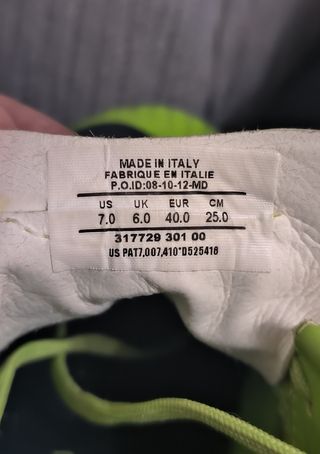 MADE IN ITALY
FABRIQUE EN ITALIE
P.O.ID:08-10-12-MD
US UK EUR CM
7.0 6.0 40.0 25.0
317729 301 00
US PAT7,007,410*D525416